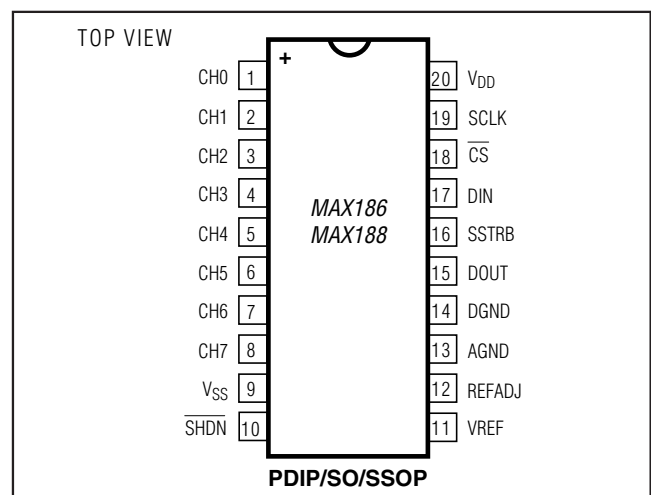 TOP VIEW
+
CH0 1 20 VDD
CH1 2 19 SCLK
CH2 3 18 C̅S̅
CH3 4 17 DIN
MAX186
CH4 5 16 SSTRB
MAX188
CH5 6 15 DOUT
CH6 7 14 DGND
CH7 8 13 AGND
VSS 9 12 REFADJ
S̅H̅D̅N̅ 10 11 VREF
PDIP/SO/SSOP